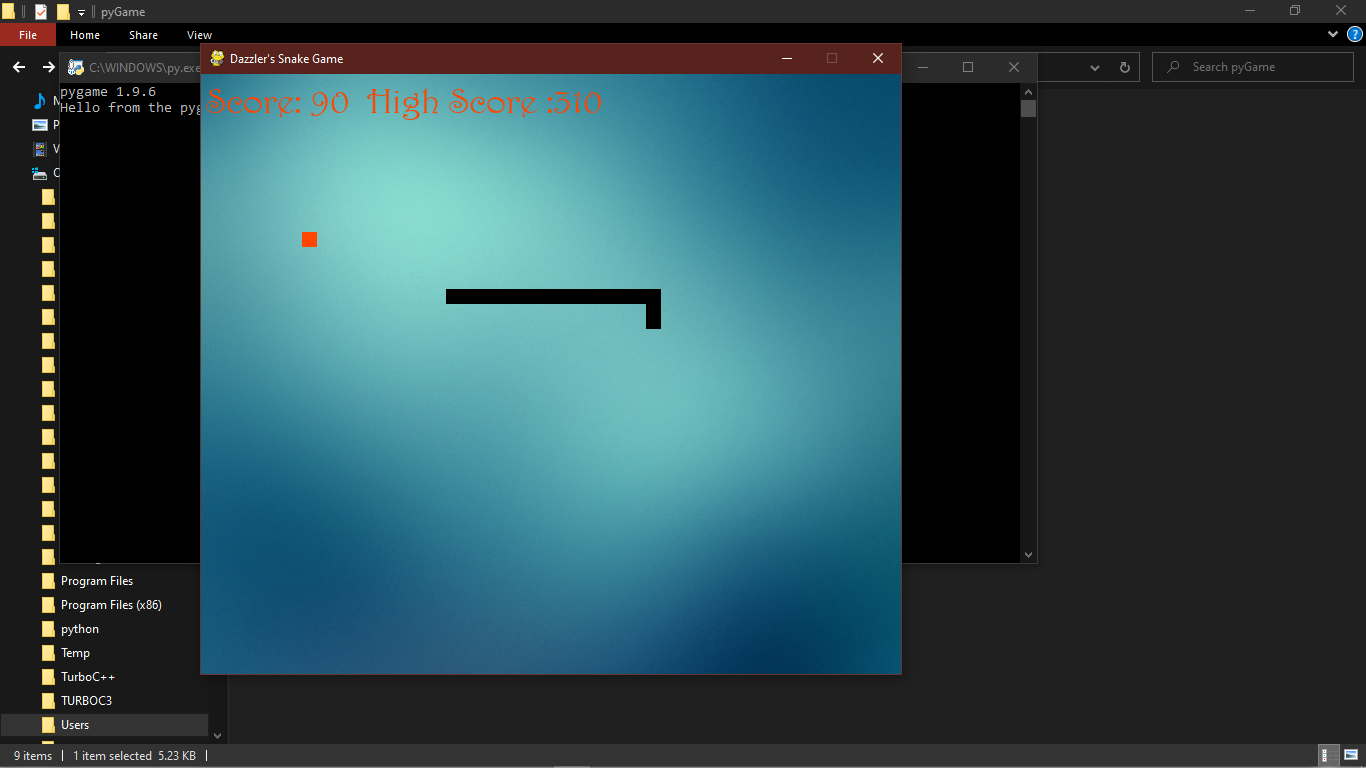 pyGame
File Home Share View
Dazzler's Snake Game
C:\WINDOWS\py.exe
Search pyGame
pygame 1.9.6
Hello from the pyg
Score: 90 High Score :310
Program Files
Program Files (x86)
python
Temp
TurboC++
TURBOC3
Users
9 items 1 item selected 5.23 KB